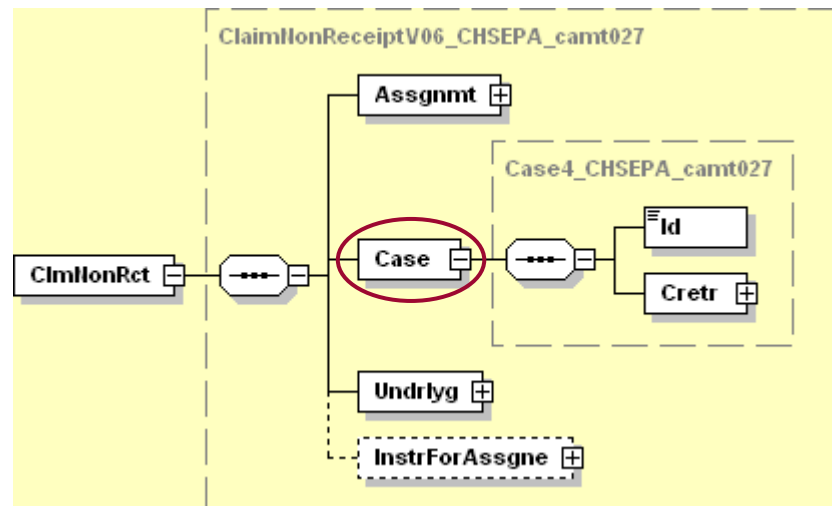 ClaimNonReceiptV06_CHSEPA_camt027
Assgnmt
Case4_CHSEPA_camt027
Id
Case
ClmNonRct
Cretr
Undrlyg
InstrForAssgne